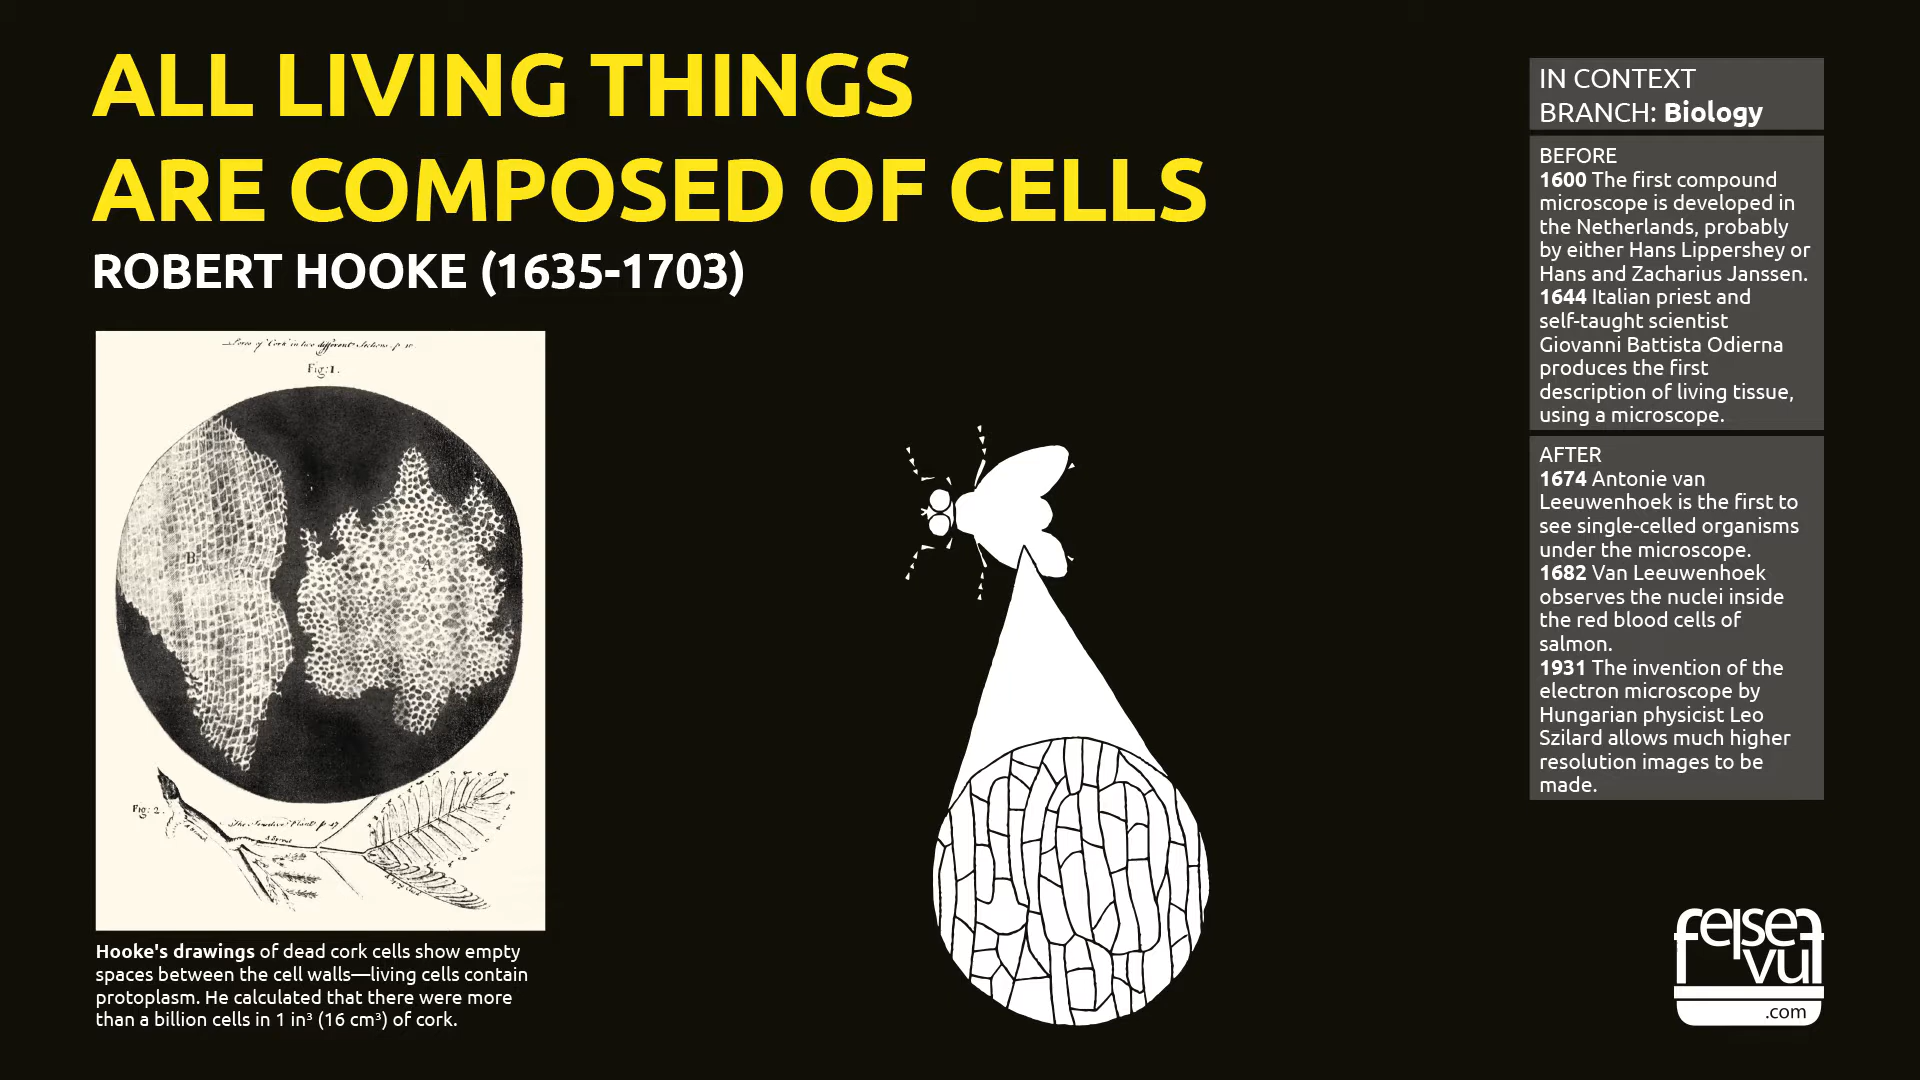 ALL LIVING THINGS
ARE COMPOSED OF CELLS
ROBERT HOOKE (1635-1703)
Fig: 1.
B
A
Fig: 2.
Hooke's drawings of dead cork cells show empty
spaces between the cell walls—living cells contain
protoplasm. He calculated that there were more
than a billion cells in 1 in³ (16 cm³) of cork.
IN CONTEXT
BRANCH: Biology
BEFORE
1600 The first compound
microscope is developed in
the Netherlands, probably
by either Hans Lippershey or
Hans and Zacharius Janssen.
1644 Italian priest and
self-taught scientist
Giovanni Battista Odierna
produces the first
description of living tissue,
using a microscope.
AFTER
1674 Antonie van
Leeuwenhoek is the first to
see single-celled organisms
under the microscope.
1682 Van Leeuwenhoek
observes the nuclei inside
the red blood cells of
salmon.
1931 The invention of the
electron microscope by
Hungarian physicist Leo
Szilard allows much higher
resolution images to be
made.
felsef
vuf
.com